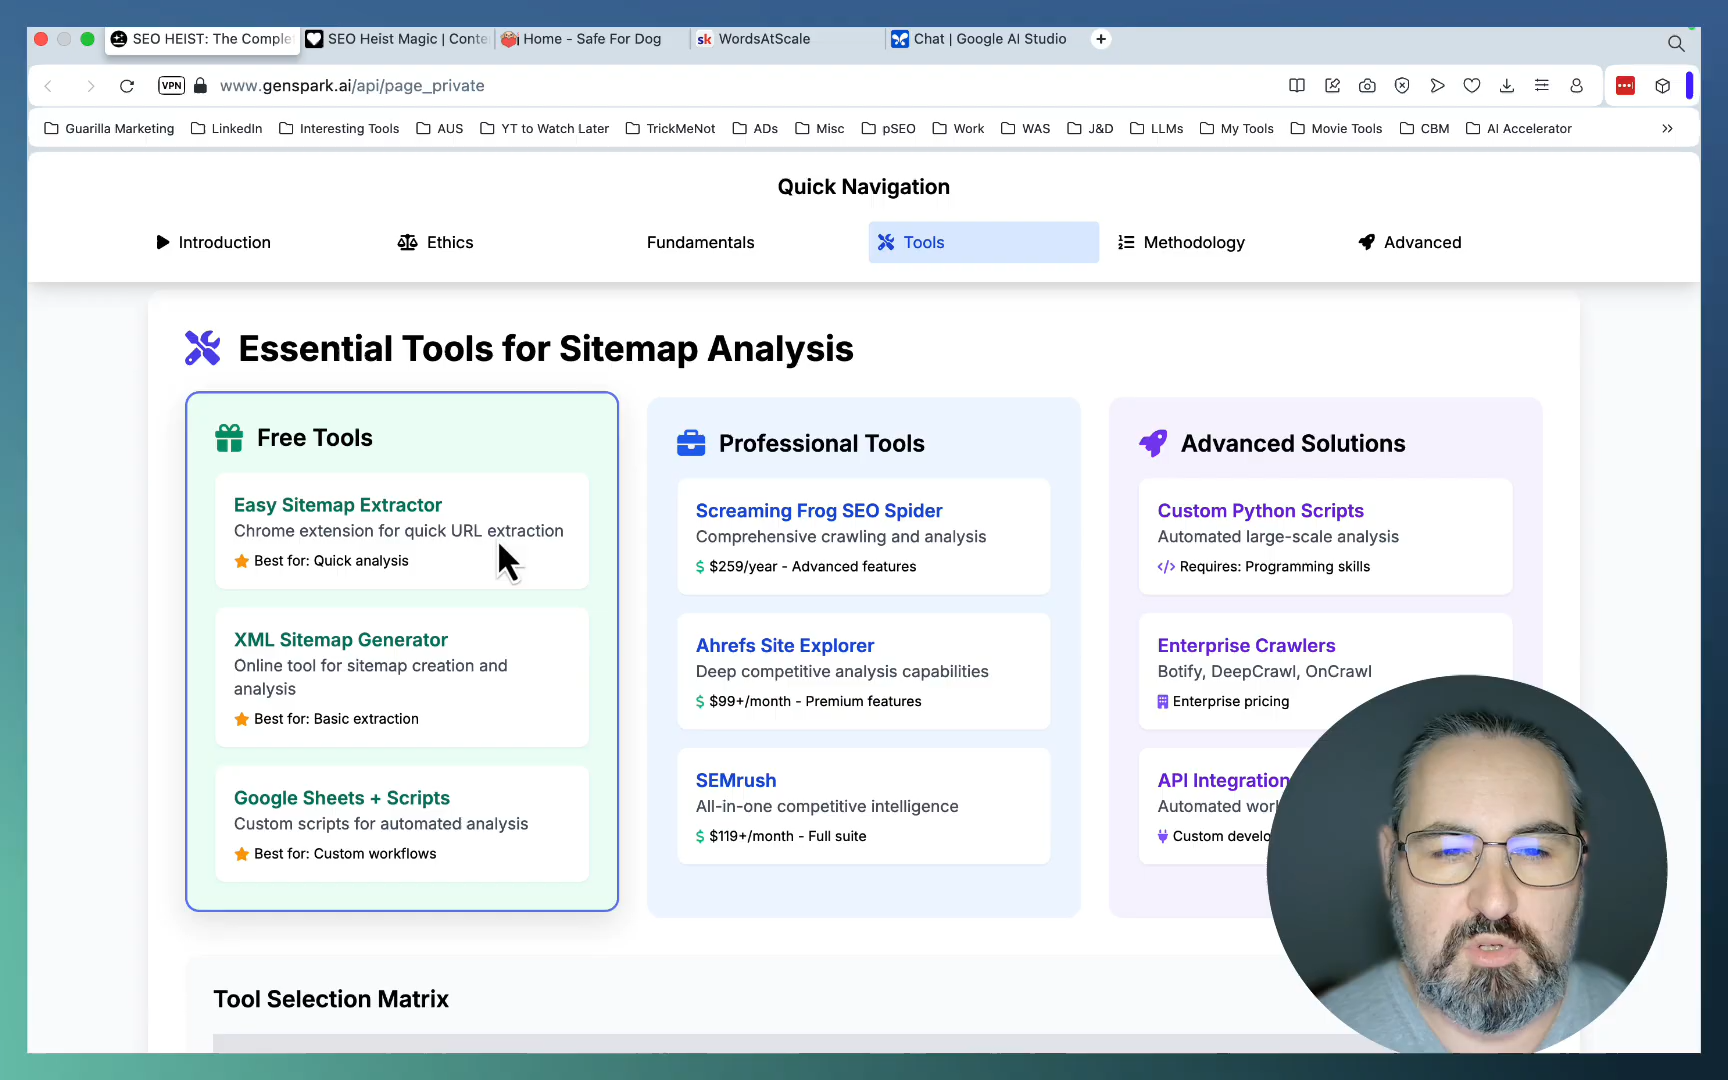 SEO HEIST: The Complet
SEO Heist Magic | Conte
Home - Safe For Dog
sk WordsAtScale
Chat | Google AI Studio
VPN
www.genspark.ai/api/page_private
Guarilla Marketing
LinkedIn
Interesting Tools
AUS
YT to Watch Later
TrickMeNot
ADs
Misc
pSEO
Work
WAS
J&D
LLMs
My Tools
Movie Tools
CBM
AI Accelerator
Quick Navigation
Introduction
Ethics
Fundamentals
Tools
Methodology
Advanced
Essential Tools for Sitemap Analysis
Free Tools
Easy Sitemap Extractor
Chrome extension for quick URL extraction
Best for: Quick analysis
XML Sitemap Generator
Online tool for sitemap creation and
analysis
Best for: Basic extraction
Google Sheets + Scripts
Custom scripts for automated analysis
Best for: Custom workflows
Professional Tools
Screaming Frog SEO Spider
Comprehensive crawling and analysis
$ $259/year - Advanced features
Ahrefs Site Explorer
Deep competitive analysis capabilities
$ $99+/month - Premium features
SEMrush
All-in-one competitive intelligence
$ $119+/month - Full suite
Advanced Solutions
Custom Python Scripts
Automated large-scale analysis
</> Requires: Programming skills
Enterprise Crawlers
Botify, DeepCrawl, OnCrawl
Enterprise pricing
API Integration
Automated wor
Custom develo
Tool Selection Matrix